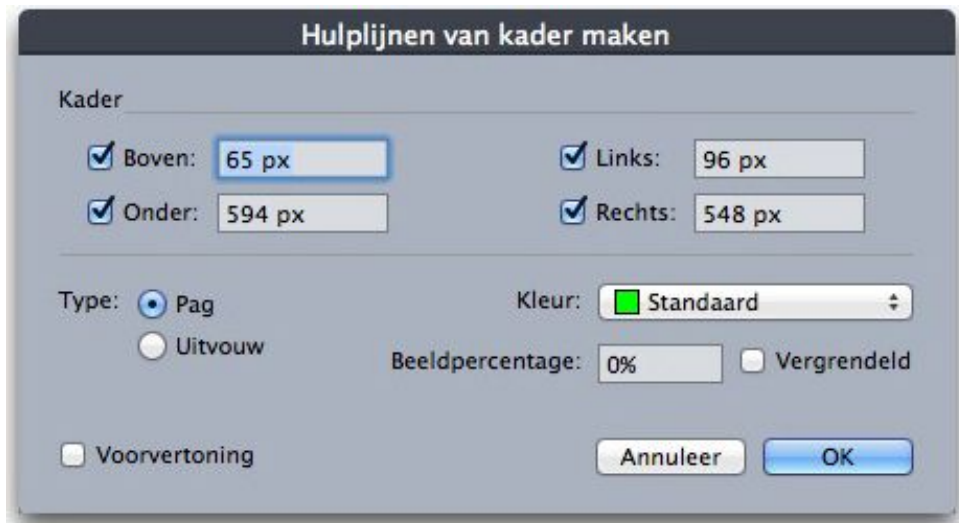 Hulplijnen van kader maken
Kader
Boven: 65 px
Links: 96 px
Onder: 594 px
Rechts: 548 px
Type: Pag
Kleur: Standaard
Uitvouw
Beeldpercentage: 0% Vergrendeld
Voorvertoning
Annuleer OK